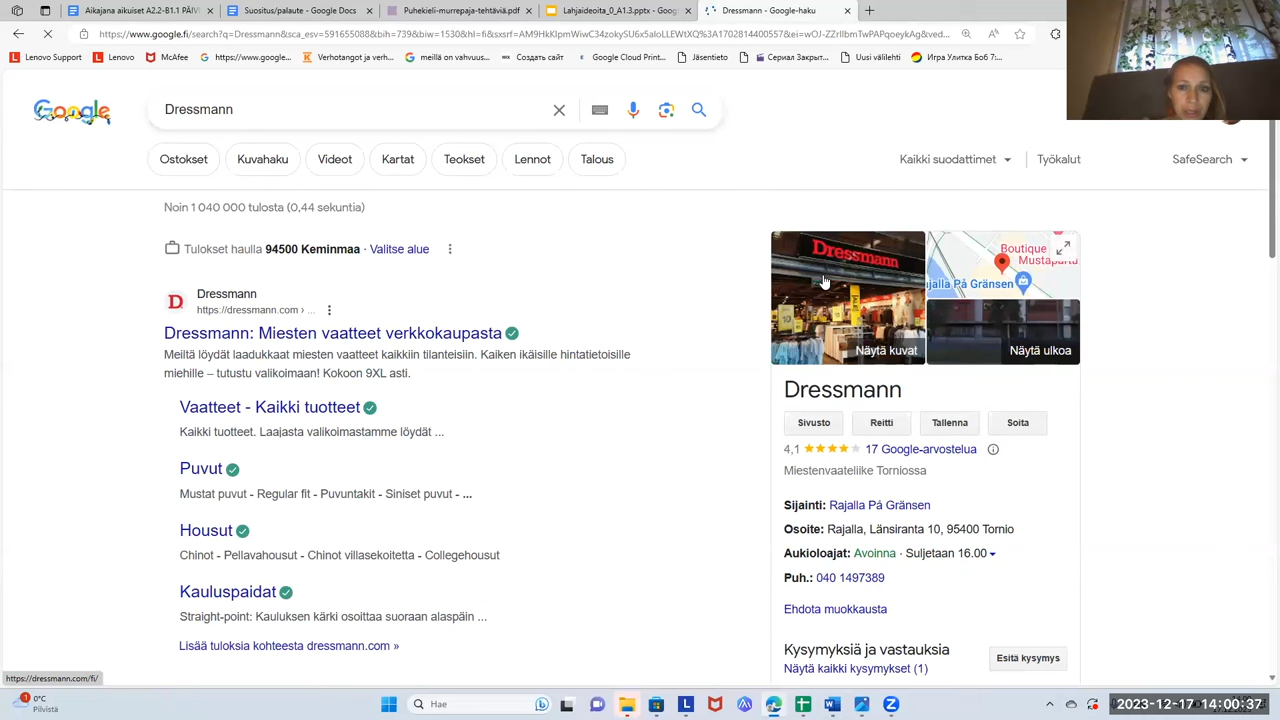 Aikajana aikuiset A2.2-B1.1 PÄIV
Suositus/palaute - Google Docs
Puhekieli-murrepaja-tehtäviä.pdf
Lahjaideoita_0_A1.3.pptx - Goog
Dressmann - Google-haku
Lenovo Support
Lenovo
McAfee
https://www.google...
Verhotangot ja verh...
meillä on vahvuus...
Создать сайт
Google Cloud Print...
Jäsentieto
Сериал Закрыт...
Uusi välilehti
Игра Улитка Боб 7:...
Google
Dressmann
Ostokset
Kuvahaku
Videot
Kartat
Teokset
Lennot
Talous
Kaikki suodattimet
Työkalut
SafeSearch
Noin 1 040 000 tulosta (0,44 sekuntia)
Tulokset haulla 94500 Keminmaa · Valitse alue
D
Dressmann
https://dressmann.com › ...
Dressmann: Miesten vaatteet verkkokaupasta
Meiltä löydät laadukkaat miesten vaatteet kaikkiin tilanteisiin. Kaiken ikäisille hintatietoisille
miehille – tutustu valikoimaan! Kokoon 9XL asti.
Vaatteet - Kaikki tuotteet
Kaikki tuotteet. Laajasta valikoimastamme löydät ...
Puvut
Mustat puvut - Regular fit - Puvuntakit - Siniset puvut - ...
Housut
Chinot - Pellavahousut - Chinot villasekoitetta - Collegehousut
Kauluspaidat
Straight-point: Kauluksen kärki osoittaa suoraan alaspäin ...
Lisää tuloksia kohteesta dressmann.com »
Dressmann
Näytä kuvat
Boutique
Näytä ulkoa
Dressmann
Sivusto
Reitti
Tallenna
Soita
4,1
17 Google-arvostelua
Miestenvaateliike Torniossa
Sijainti: Rajalla På Gränsen
Osoite: Rajalla, Länsiranta 10, 95400 Tornio
Aukioloajat: Avoinna · Suljetaan 16.00
Puh.: 040 1497389
Ehdota muokkausta
Kysymyksiä ja vastauksia
Näytä kaikki kysymykset (1)
Esitä kysymys
https://dressmann.com/fi/
1
0°C
Pilvistä
Hae
2023-12-17 14:00:37